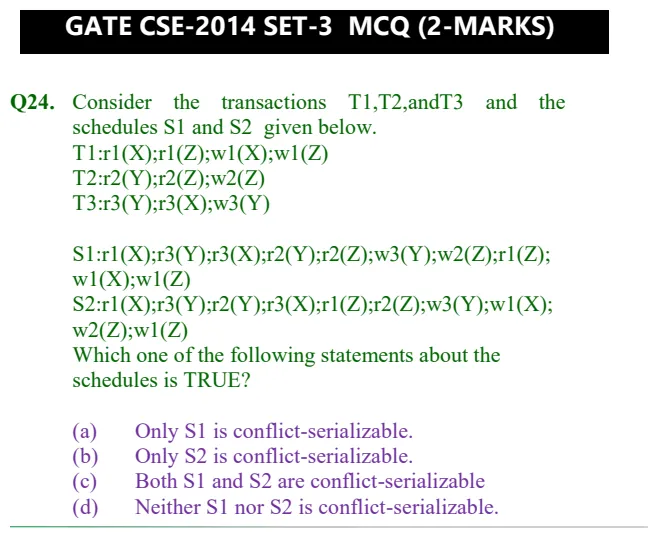 GATE CSE-2014 SET-3 MCQ (2-MARKS)
Q24. Consider the transactions T1,T2,andT3 and the
schedules S1 and S2 given below.
T1:r1(X);r1(Z);w1(X);w1(Z)
T2:r2(Y);r2(Z);w2(Z)
T3:r3(Y);r3(X);w3(Y)
S1:r1(X);r3(Y);r3(X);r2(Y);r2(Z);w3(Y);w2(Z);r1(Z);
w1(X);w1(Z)
S2:r1(X);r3(Y);r2(Y);r3(X);r1(Z);r2(Z);w3(Y);w1(X);
w2(Z);w1(Z)
Which one of the following statements about the
schedules is TRUE?
(a) Only S1 is conflict-serializable.
(b) Only S2 is conflict-serializable.
(c) Both S1 and S2 are conflict-serializable
(d) Neither S1 nor S2 is conflict-serializable.